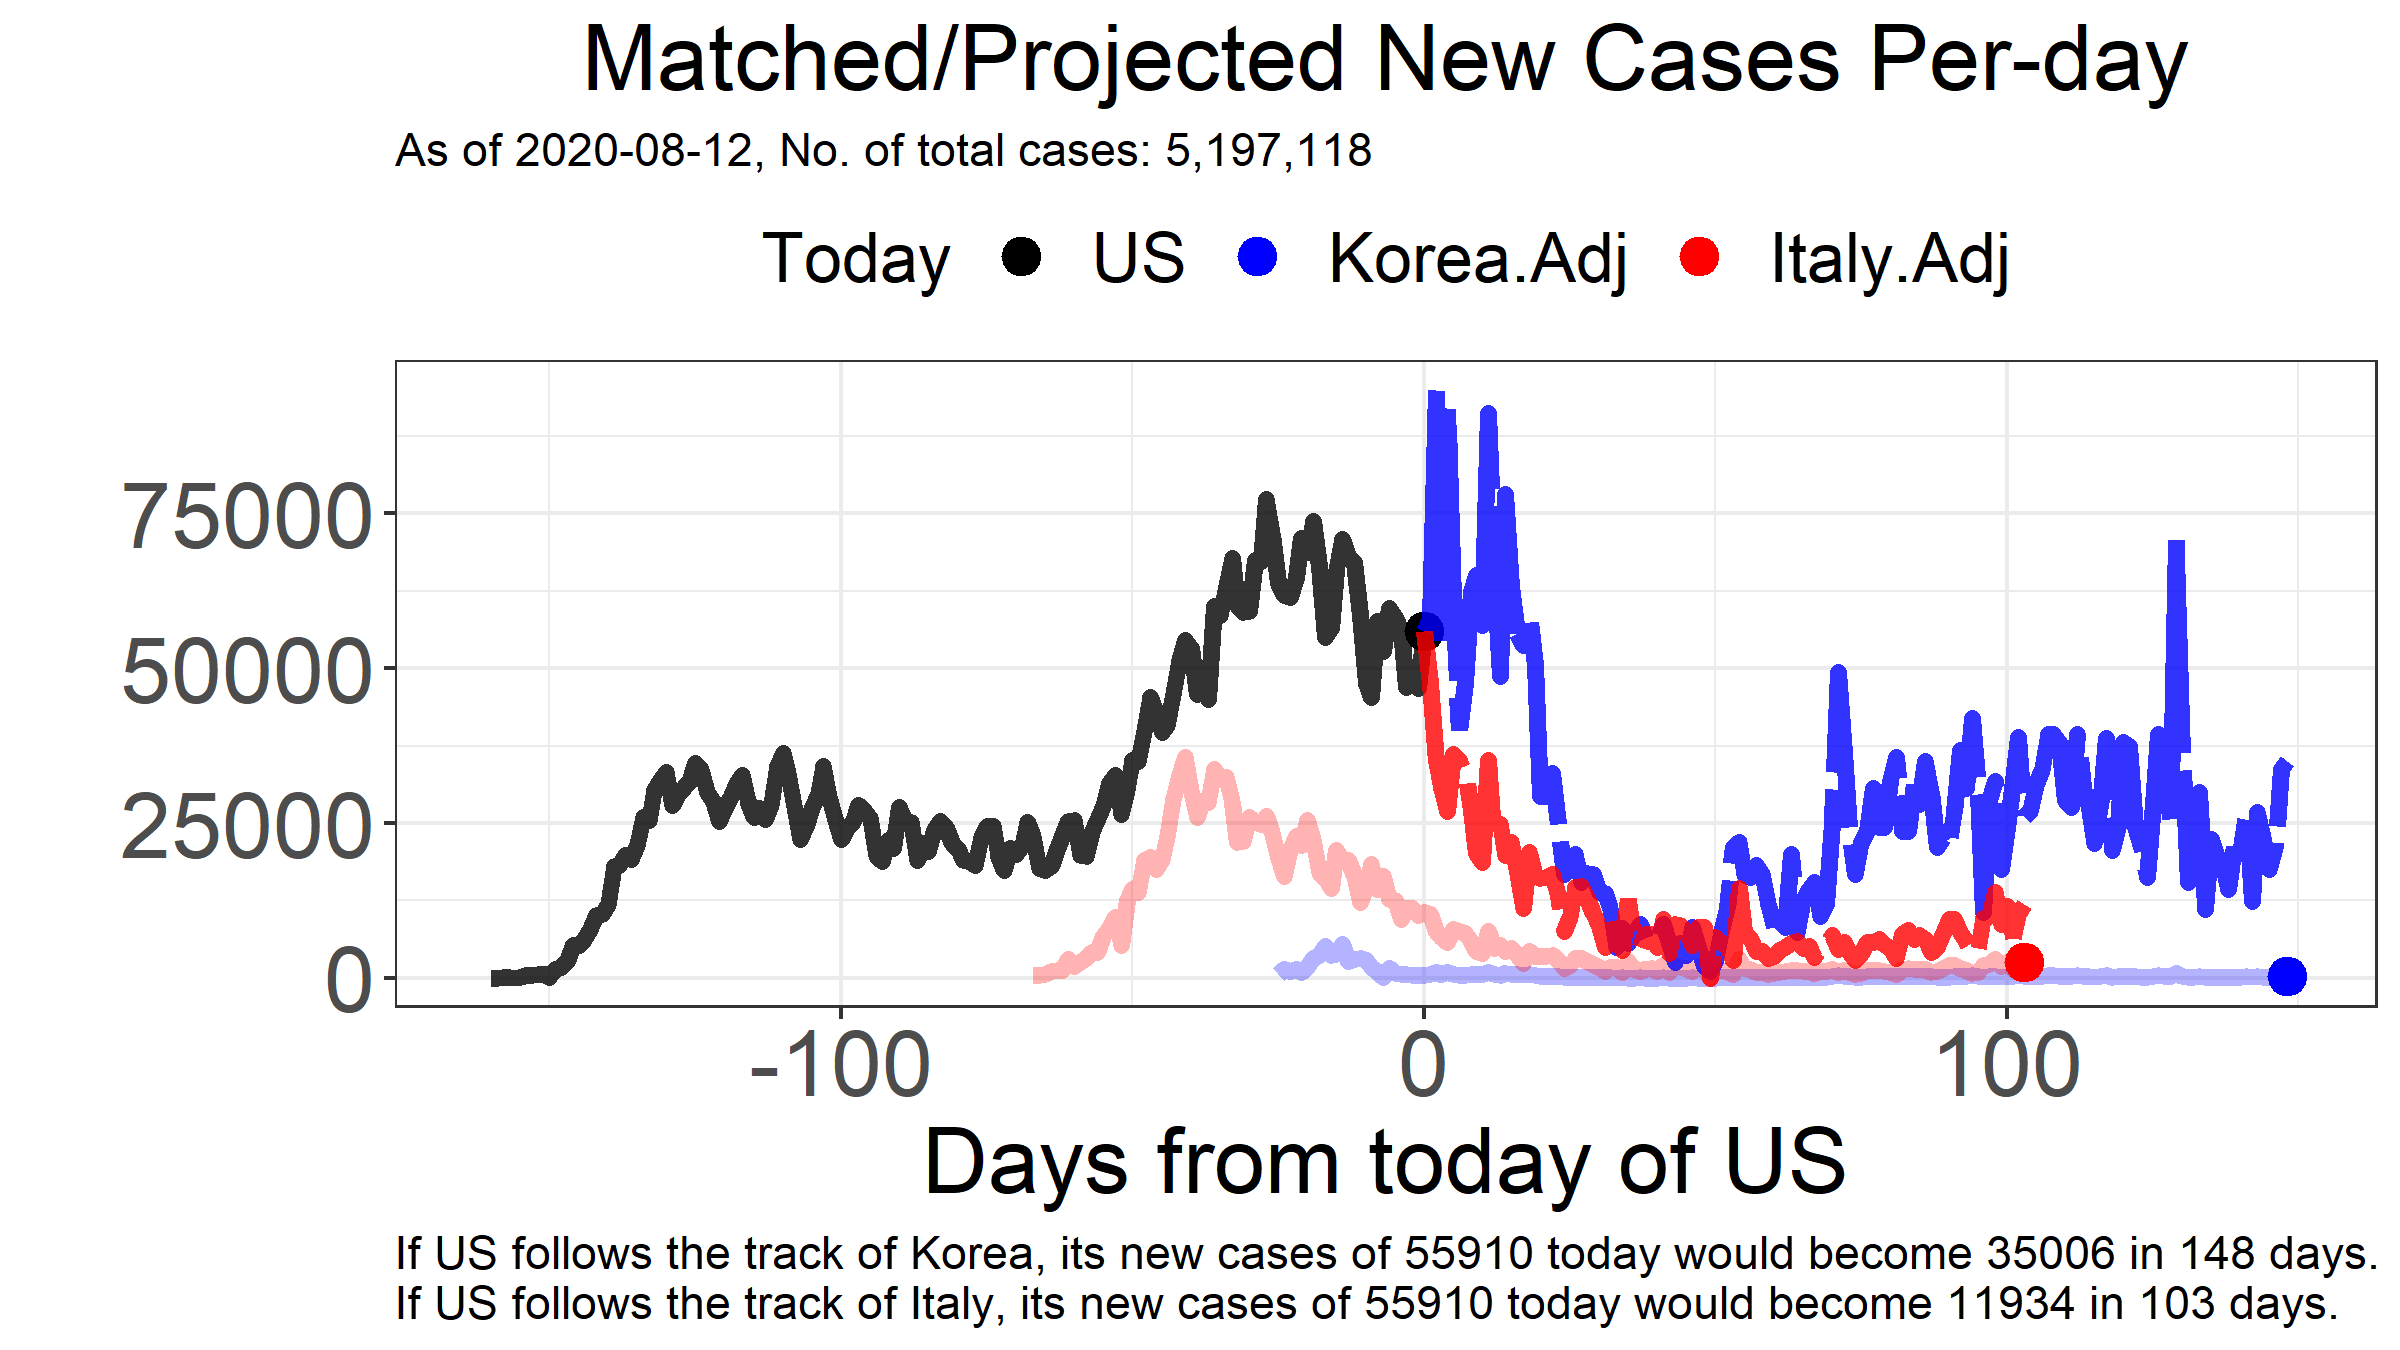 Matched/Projected New Cases Per-day
As of 2020-08-12, No. of total cases: 5,197,118
Today US Korea.Adj Italy.Adj
75000
50000
25000
0
-100 0 100
Days from today of US
If US follows the track of Korea, its new cases of 55910 today would become 35006 in 148 days.
If US follows the track of Italy, its new cases of 55910 today would become 11934 in 103 days.